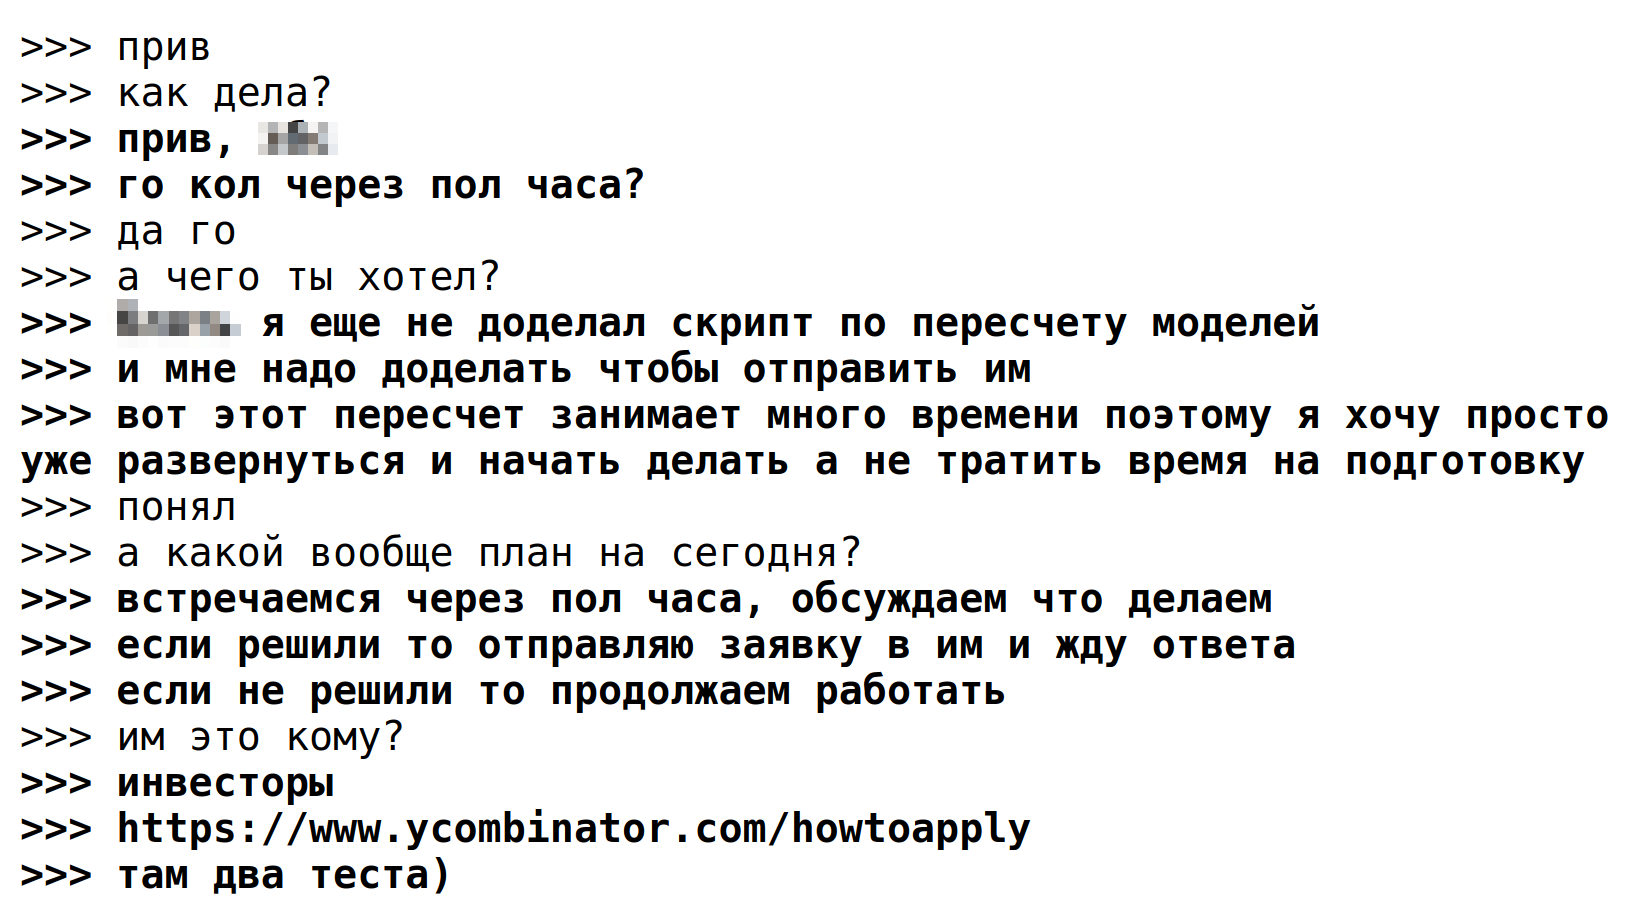 >>> прив
>>> как дела?
>>> прив,
>>> го кол через пол часа?
>>> да го
>>> а чего ты хотел?
>>> я еще не доделал скрипт по пересчету моделей
>>> и мне надо доделать чтобы отправить им
>>> вот этот пересчет занимает много времени поэтому я хочу просто
уже развернуться и начать делать а не тратить время на подготовку
>>> понял
>>> а какой вообще план на сегодня?
>>> встречаемся через пол часа, обсуждаем что делаем
>>> если решили то отправляю заявку в им и жду ответа
>>> если не решили то продолжаем работать
>>> им это кому?
>>> инвесторы
>>> https://www.ycombinator.com/howtoapply
>>> там два теста)